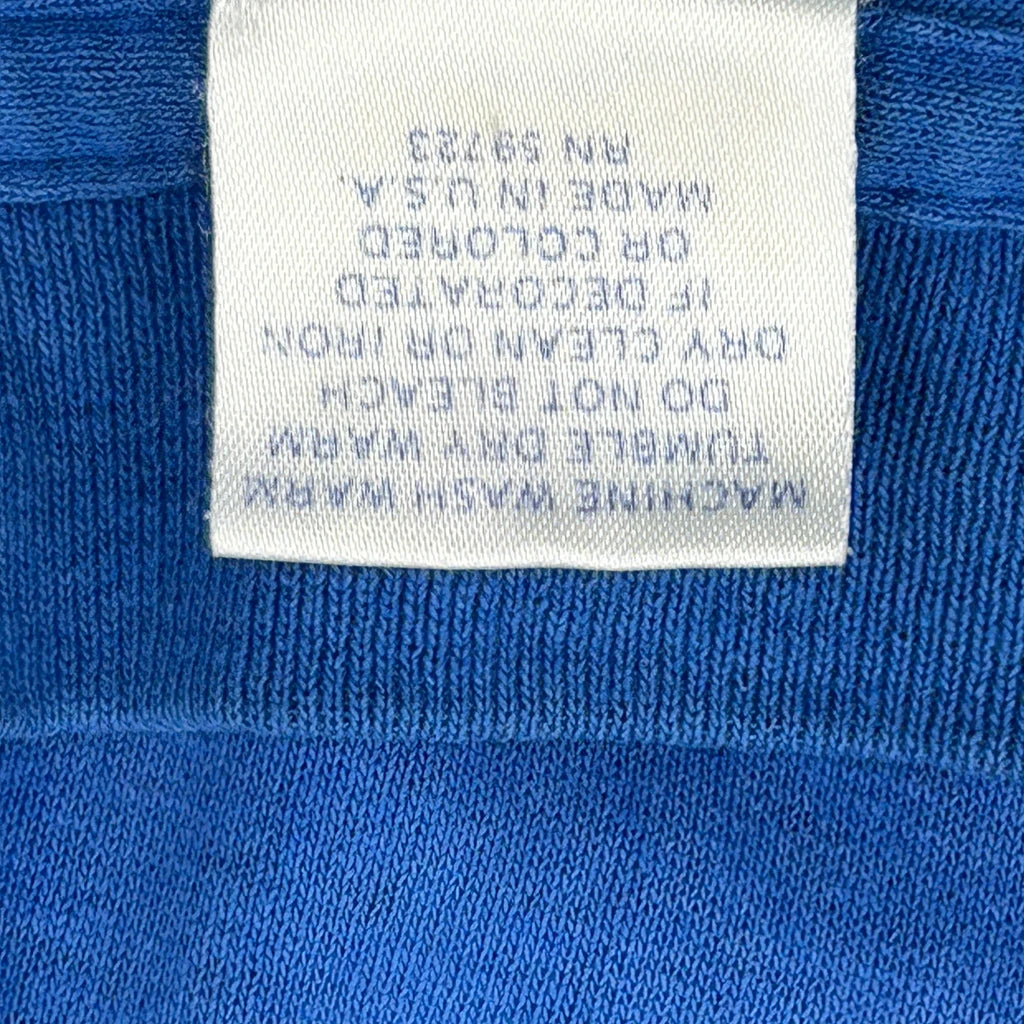 MACHINE WASH WARM
TUMBLE DRY WARM
DO NOT BLEACH
DRY CLEAN OR IRON
IF DECORATED
OR COLORED
MADE IN U.S.A.
RN 59723